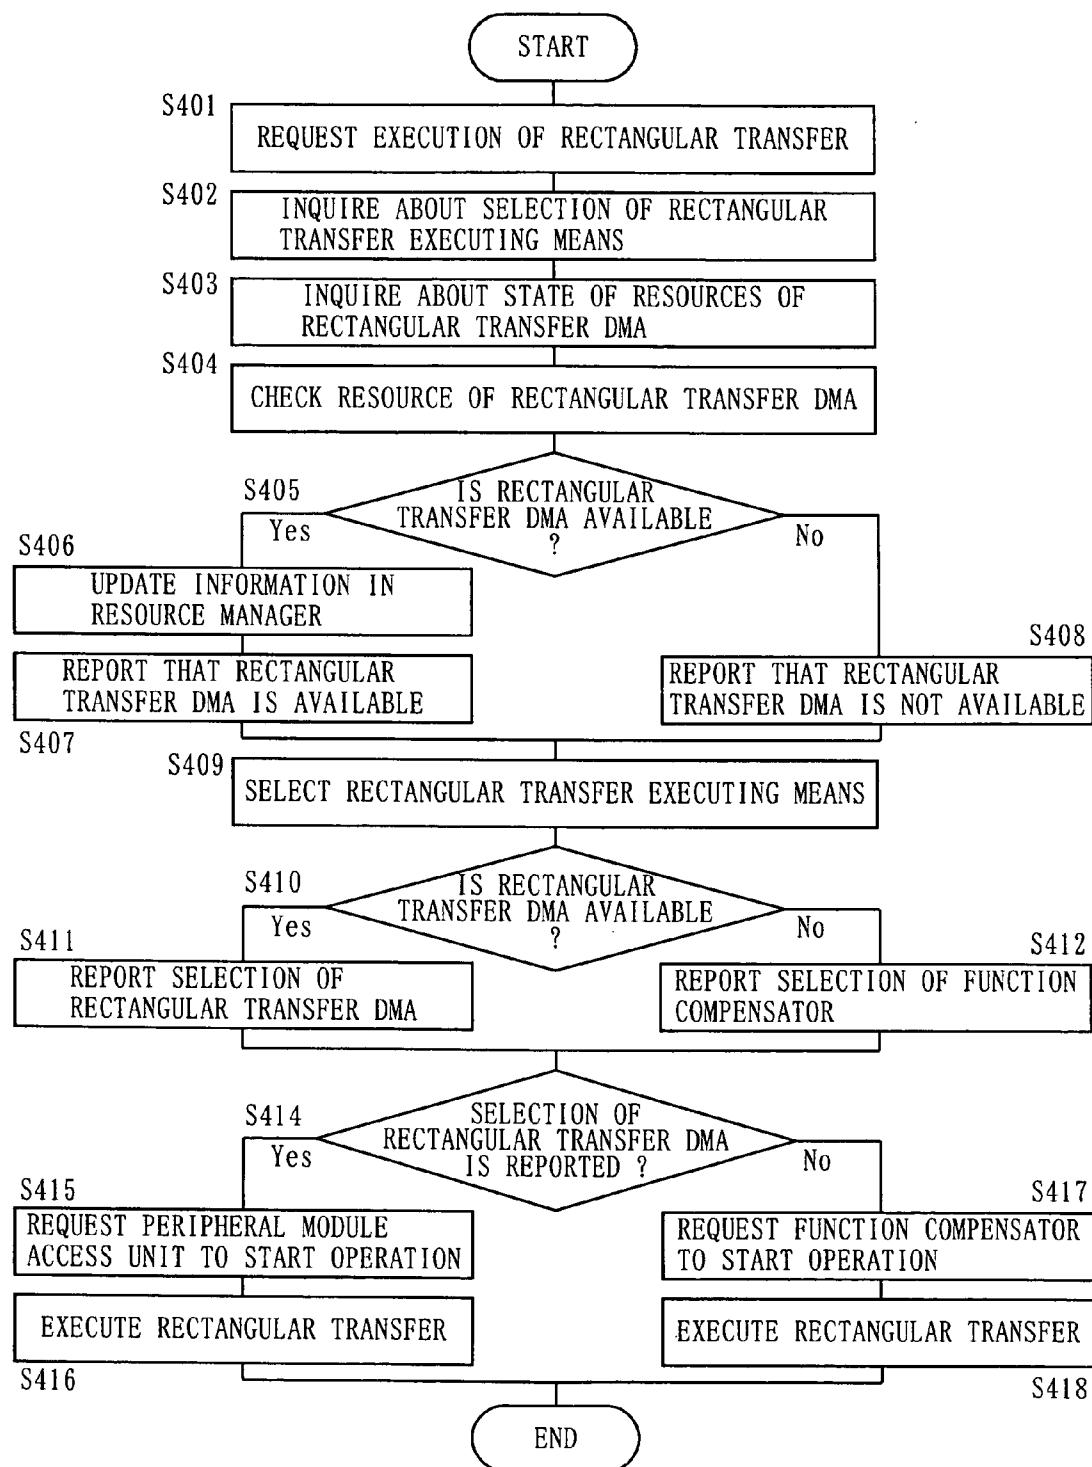 START
S401
REQUEST EXECUTION OF RECTANGULAR TRANSFER
S402
INQUIRE ABOUT SELECTION OF RECTANGULAR
TRANSFER EXECUTING MEANS
S403
INQUIRE ABOUT STATE OF RESOURCES OF
RECTANGULAR TRANSFER DMA
S404
CHECK RESOURCE OF RECTANGULAR TRANSFER DMA
S405
IS RECTANGULAR
TRANSFER DMA AVAILABLE
?
Yes
No
S406
UPDATE INFORMATION IN
RESOURCE MANAGER
REPORT THAT RECTANGULAR
TRANSFER DMA IS AVAILABLE
S407
S408
REPORT THAT RECTANGULAR
TRANSFER DMA IS NOT AVAILABLE
S409
SELECT RECTANGULAR TRANSFER EXECUTING MEANS
S410
IS RECTANGULAR
TRANSFER DMA AVAILABLE
?
Yes
No
S411
REPORT SELECTION OF
RECTANGULAR TRANSFER DMA
S412
REPORT SELECTION OF FUNCTION
COMPENSATOR
S414
SELECTION OF
RECTANGULAR TRANSFER DMA
IS REPORTED ?
Yes
No
S415
REQUEST PERIPHERAL MODULE
ACCESS UNIT TO START OPERATION
EXECUTE RECTANGULAR TRANSFER
S416
S417
REQUEST FUNCTION COMPENSATOR
TO START OPERATION
EXECUTE RECTANGULAR TRANSFER
S418
END